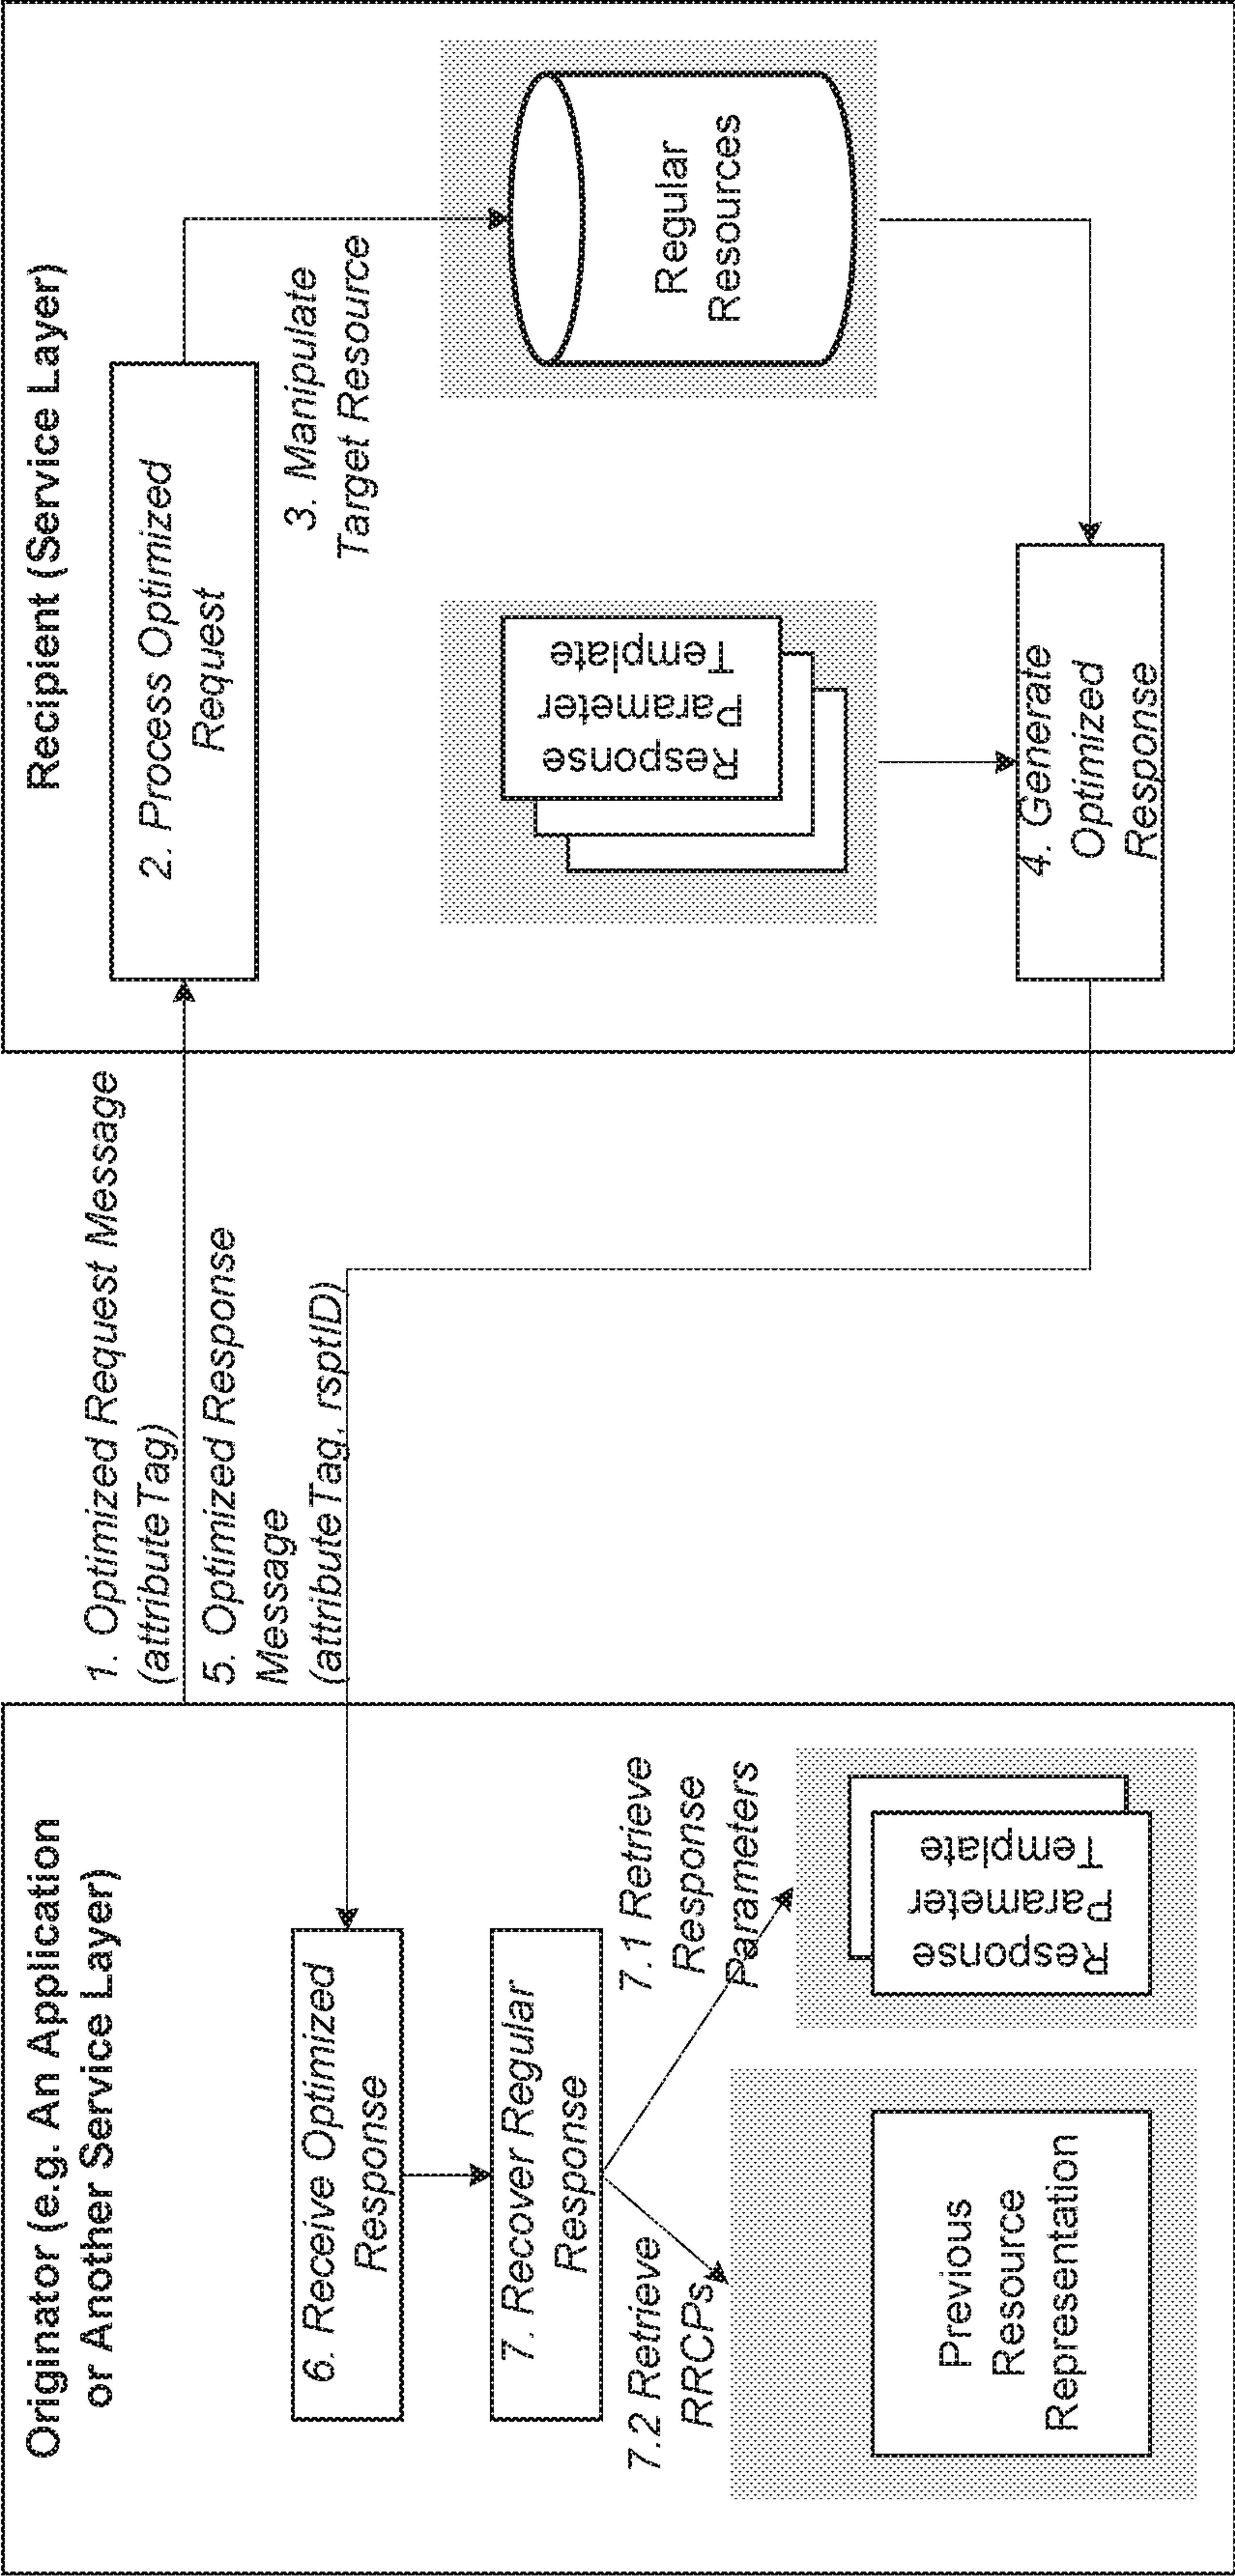 Originator (e.g. An Application
or Another Service Layer)
1. Optimized Request Message
(attributeTag)
5. Optimized Response
Message
(attributeTag, rsptID)
6. Receive Optimized
Response
7. Recover Regular
Response
7.2 Retrieve
RRCPs
7.1 Retrieve
Response
Parameters
Previous
Resource
Representation
Response
Parameter
Template
Recipient (Service Layer)
2. Process Optimized
Request
3. Manipulate
Target Resource
Response
Parameter
Template
Regular
Resources
4. Generate
Optimized
Response